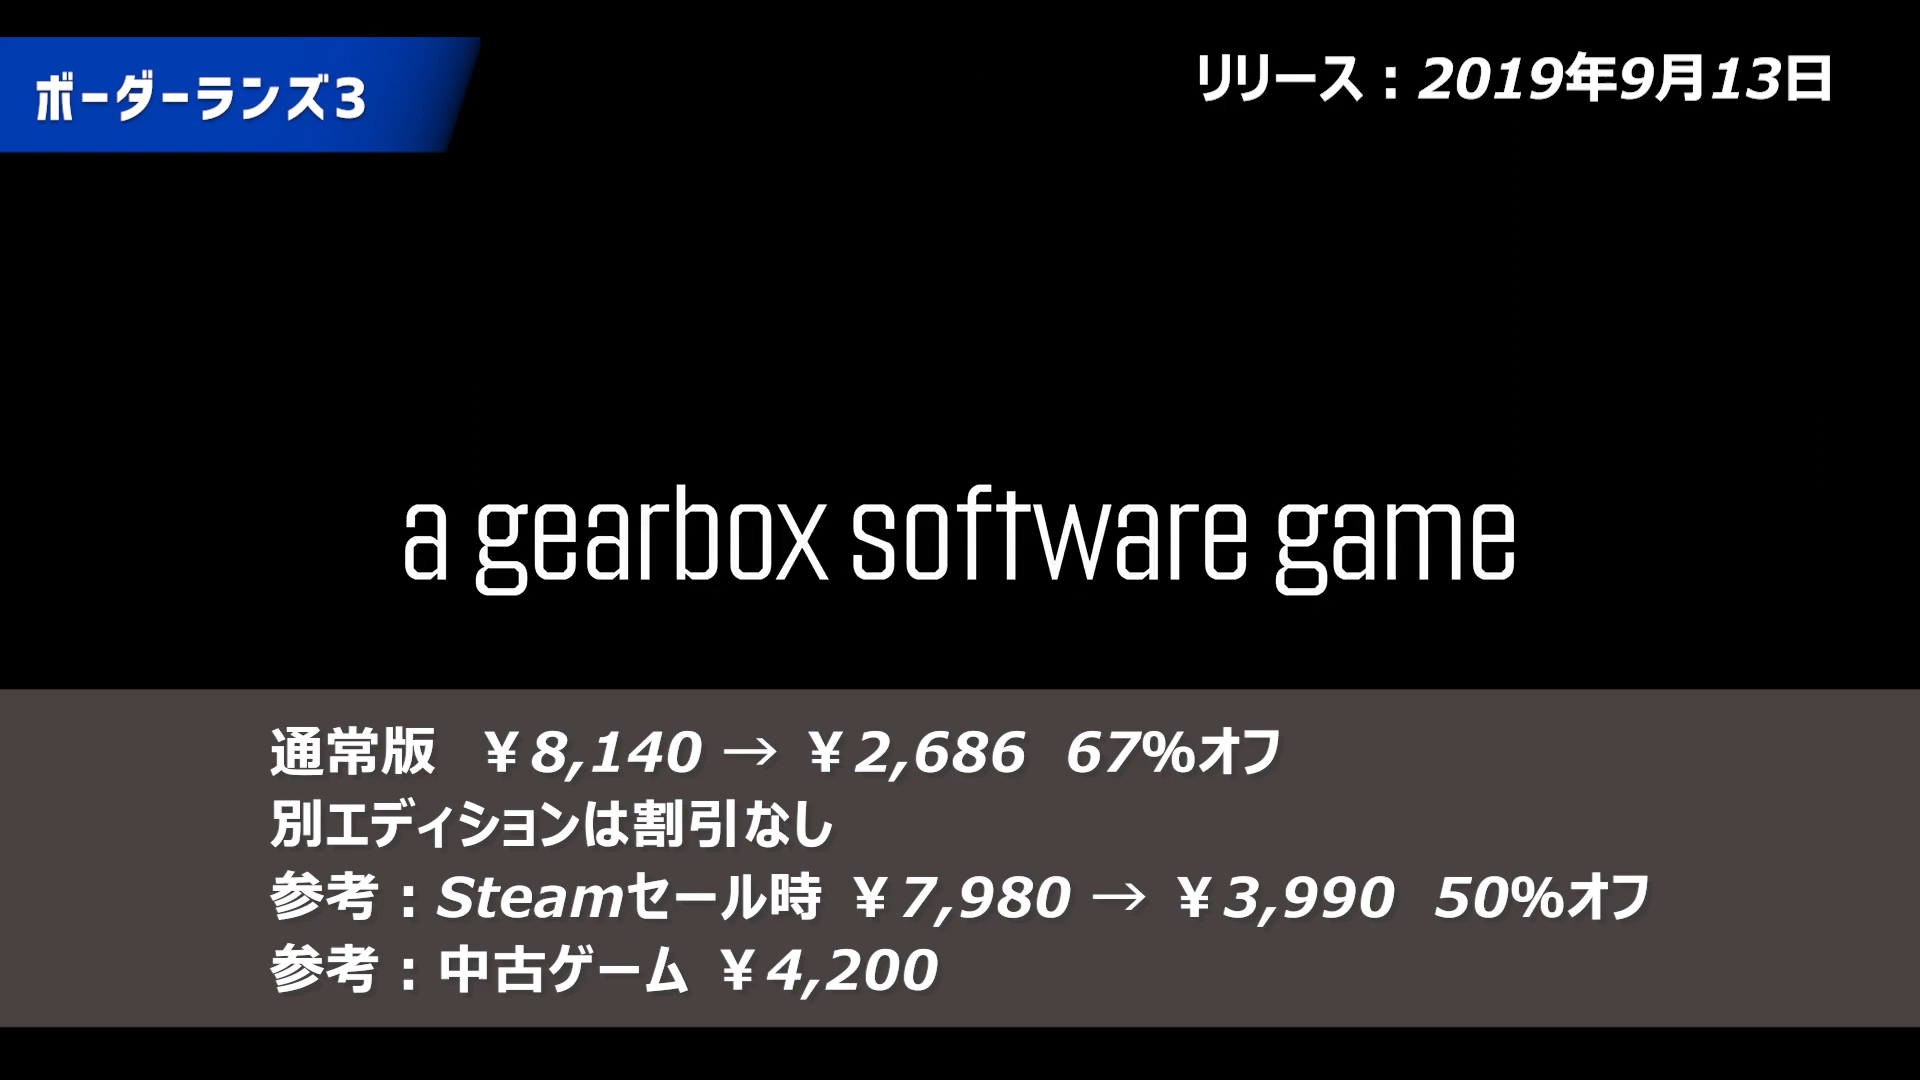 ボーダーランズ3
リリース：2019年9月13日
a gearbox software game
通常版 ￥8,140 → ￥2,686 67%オフ
別エディションは割引なし
参考：Steamセール時 ￥7,980 → ￥3,990 50%オフ
参考：中古ゲーム ￥4,200